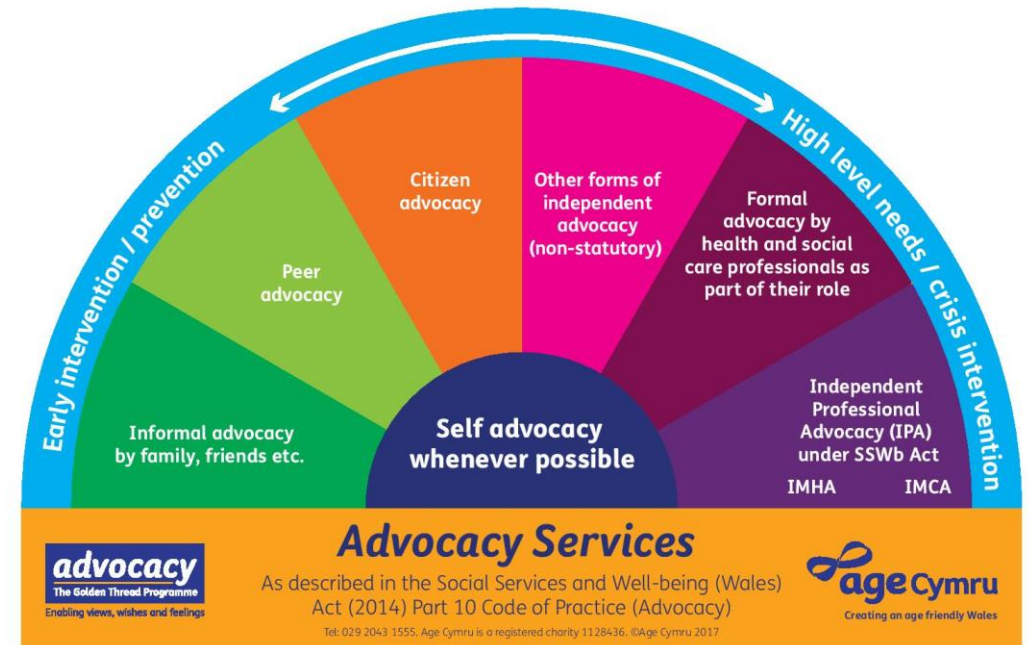 Early intervention / prevention
High level needs / crisis intervention
Informal advocacy
by family, friends etc.
Peer
advocacy
Citizen
advocacy
Other forms of
independent
advocacy
(non-statutory)
Formal
advocacy by
health and social
care professionals as
part of their role
Independent
Professional
Advocacy (IPA)
under SSWb Act
IMHA IMCA
Self advocacy
whenever possible
advocacy
The Golden Thread Programme
Enabling views, wishes and feelings
Advocacy Services
As described in the Social Services and Well-being (Wales)
Act (2014) Part 10 Code of Practice (Advocacy)
Tel: 029 2043 1555. Age Cymru is a registered charity 1128436. ©Age Cymru 2017
age Cymru
Creating an age friendly Wales